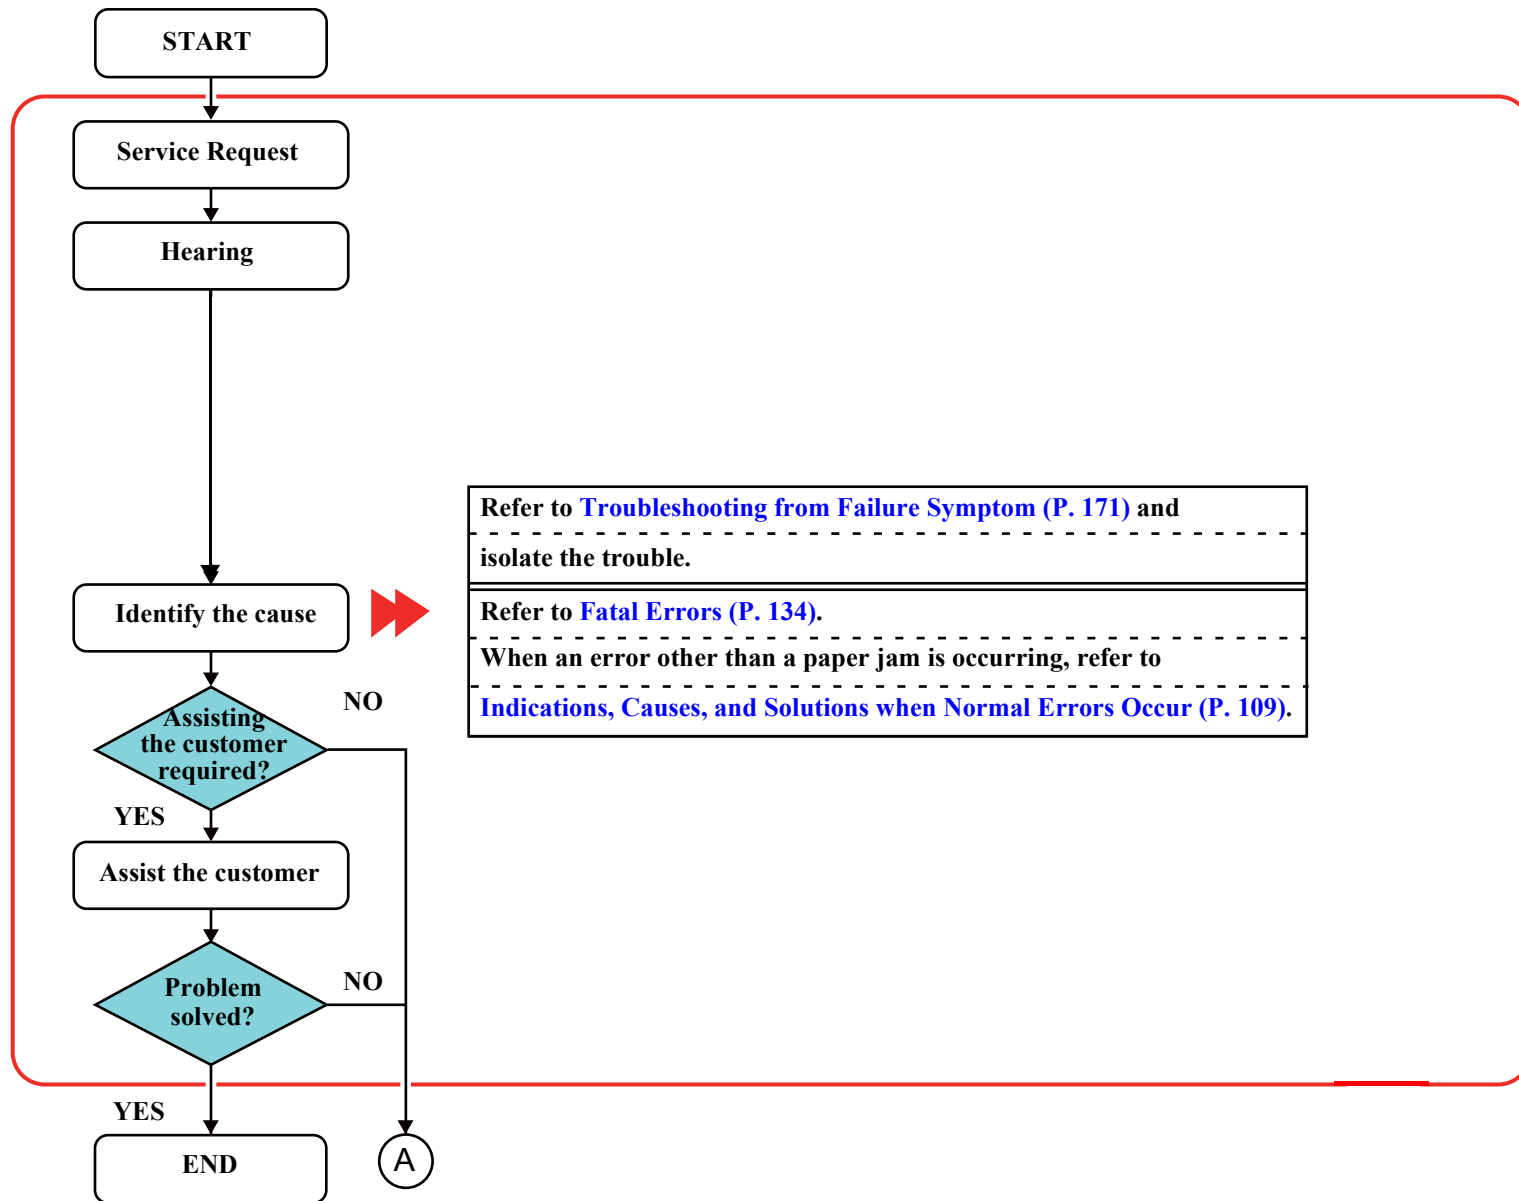 START
Service Request
Hearing
Refer to Troubleshooting from Failure Symptom (P. 171) and
isolate the trouble.
Identify the cause
Refer to Fatal Errors (P. 134).
When an error other than a paper jam is occurring, refer to
Indications, Causes, and Solutions when Normal Errors Occur (P. 109).
Assisting
the customer
required?
NO
YES
Assist the customer
Problem
solved?
NO
YES
END
A